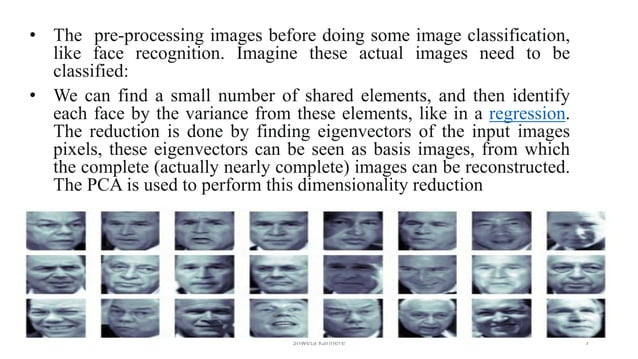 • The pre-processing images before doing some image classification,
like face recognition. Imagine these actual images need to be
classified:
• We can find a small number of shared elements, and then identify
each face by the variance from these elements, like in a regression.
The reduction is done by finding eigenvectors of the input images
pixels, these eigenvectors can be seen as basis images, from which
the complete (actually nearly complete) images can be reconstructed.
The PCA is used to perform this dimensionality reduction